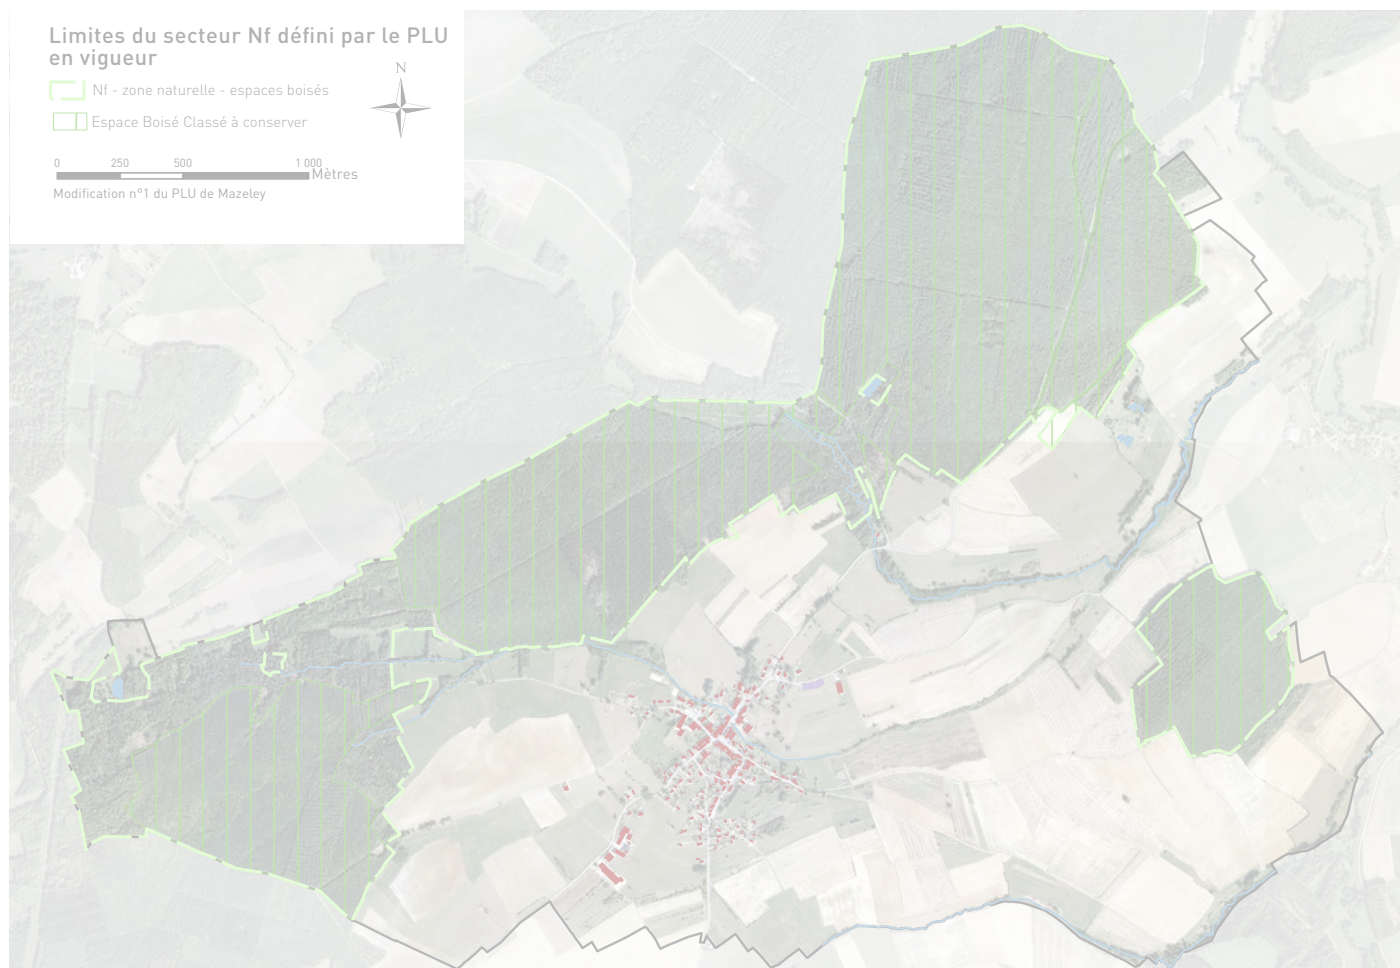 Limites du secteur Nf défini par le PLU
en vigueur
N
Nf - zone naturelle - espaces boisés
Espace Boisé Classé à conserver
0 250 500 1 000
Mètres
Modification n°1 du PLU de Mazeley